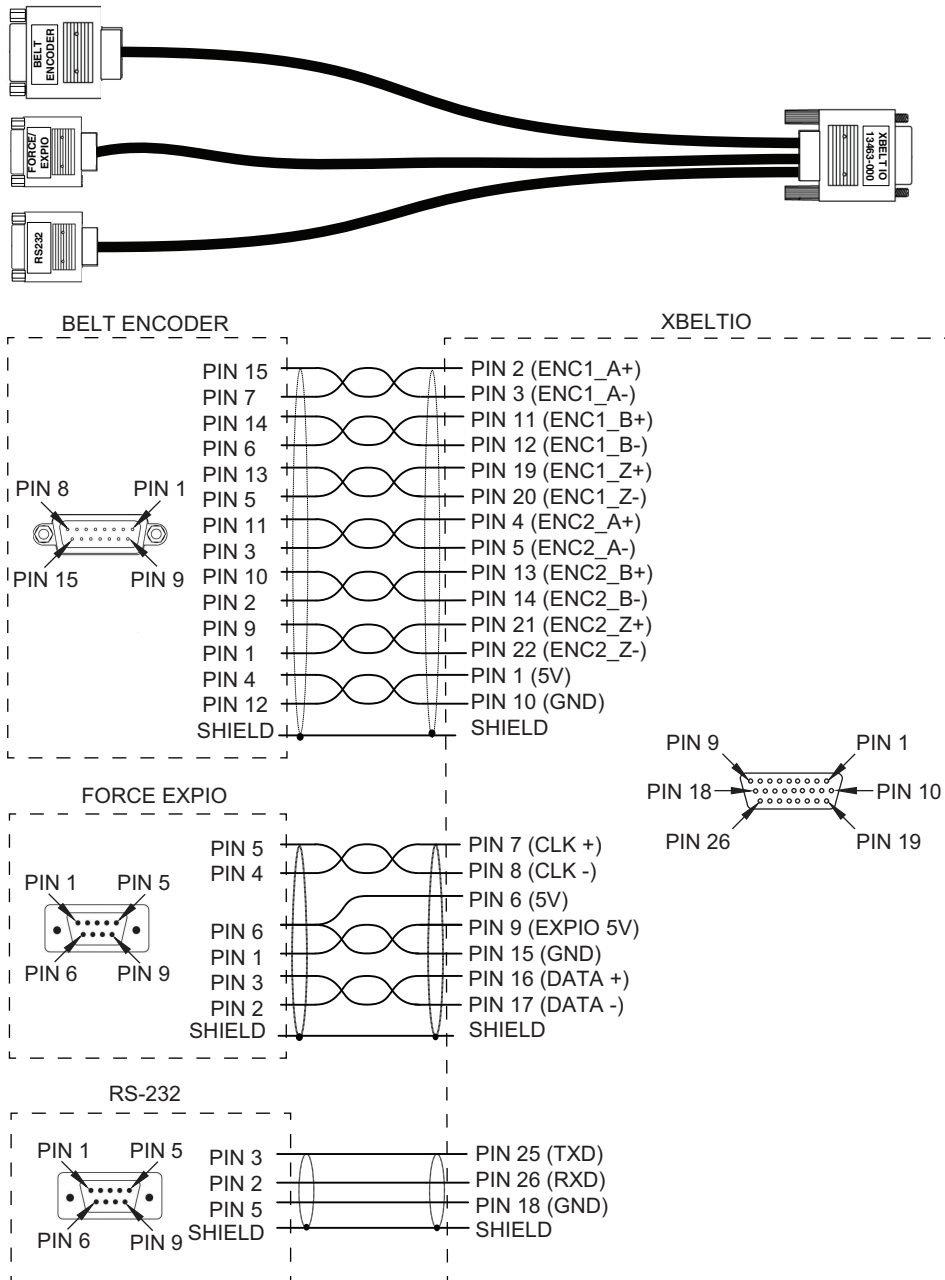 BELT
ENCODER
FORCE/
EXPIO
RS232
XBELT IO
13463-000
BELT ENCODER
XBELTIO
PIN 15
PIN 2 (ENC1_A+)
PIN 7
PIN 3 (ENC1_A-)
PIN 14
PIN 11 (ENC1_B+)
PIN 6
PIN 12 (ENC1_B-)
PIN 13
PIN 19 (ENC1_Z+)
PIN 5
PIN 20 (ENC1_Z-)
PIN 11
PIN 4 (ENC2_A+)
PIN 3
PIN 5 (ENC2_A-)
PIN 10
PIN 13 (ENC2_B+)
PIN 2
PIN 14 (ENC2_B-)
PIN 9
PIN 21 (ENC2_Z+)
PIN 1
PIN 22 (ENC2_Z-)
PIN 4
PIN 1 (5V)
PIN 12
PIN 10 (GND)
SHIELD
SHIELD
PIN 8
PIN 1
PIN 15
PIN 9
PIN 9
PIN 1
PIN 18
PIN 10
PIN 26
PIN 19
FORCE EXPIO
PIN 5
PIN 7 (CLK +)
PIN 4
PIN 8 (CLK -)
PIN 6 (5V)
PIN 6
PIN 9 (EXPIO 5V)
PIN 1
PIN 15 (GND)
PIN 3
PIN 16 (DATA +)
PIN 2
PIN 17 (DATA -)
SHIELD
SHIELD
PIN 1
PIN 5
PIN 6
PIN 9
RS-232
PIN 3
PIN 25 (TXD)
PIN 2
PIN 26 (RXD)
PIN 5
PIN 18 (GND)
SHIELD
SHIELD
PIN 1
PIN 5
PIN 6
PIN 9